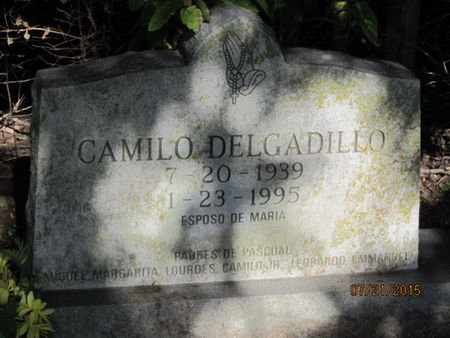 CAMILO DELGADILLO
7-20-1939
1-23-1995
ESPOSO DE MARIA
PADRES DE PASCUAL
MIGUEL, MARGARITA, LOURDES, CAMILO JR., LEONARDO, EMMANUEL
07/21/2015